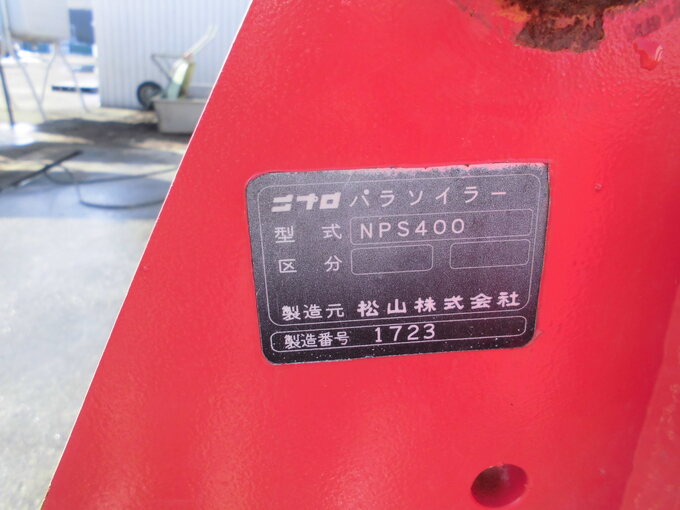 ニプロ パラソイラー
型式 NPS400
区分
製造元 松山株式会社
製造番号 1723